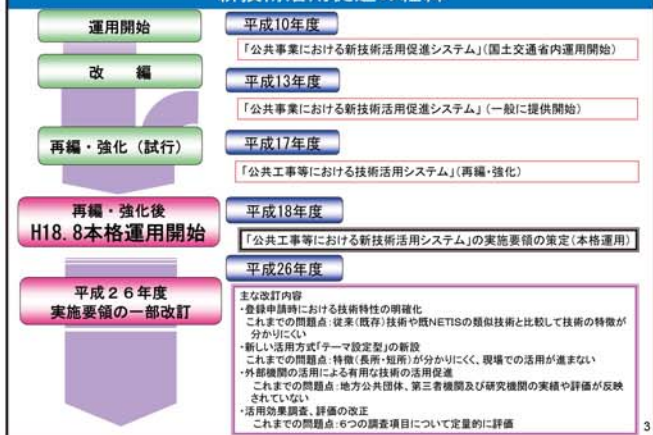 運用開始
平成10年度
「公共事業における新技術活用促進システム」(国土交通省内運用開始)
改　編
平成13年度
「公共事業における新技術活用促進システム」(一般に提供開始)
再編・強化（試行）
平成17年度
「公共工事等における技術活用システム」(再編・強化)
再編・強化後
H18.8本格運用開始
平成18年度
「公共工事等における新技術活用システム」の実施要領の策定(本格運用)
平成26年度
平成２６年度
実施要領の一部改訂
主な改訂内容
・登録申請時における技術特性の明確化
これまでの問題点：従来(既存)技術や既NETISの類似技術と比較して技術の特徴が
分かりにくい
・新しい活用方式「テーマ設定型」の新設
これまでの問題点：特徴(長所・短所)が分かりにくく、現場での活用が進まない
・外部機関の活用による有用な技術の活用促進
これまでの問題点：地方公共団体、第三者機関及び研究機関の実績や評価が反映
されていない
・活用効果調査、評価の改正
これまでの問題点：６つの調査項目について定量的に評価
3